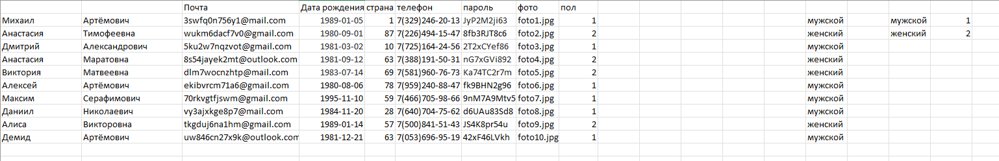 Почта Дата рождения страна телефон пароль фото пол
Михаил Артёмович 3swfq0n756y1@mail.com 1989-01-05 1 7(329)246-20-13 JyP2M2ji63 foto1.jpg 1 мужской мужской 1
Анастасия Тимофеевна wukm6dacf7v0@gmail.com 1980-09-01 87 7(226)494-15-47 8fb3RJT8c6 foto2.jpg 2 женский женский 2
Дмитрий Александрович 5ku2w7nqzvot@gmail.com 1981-03-02 10 7(725)164-24-56 2T2xCYef86 foto3.jpg 1 мужской
Анастасия Маратовна 8s54jayek2mt@outlook.com 1981-09-12 63 7(388)191-50-31 nG7xGVi892 foto4.jpg 2 женский
Виктория Матвеевна dlm7wocnzhtp@mail.com 1983-07-14 69 7(581)960-76-73 Ka74TC2r7m foto5.jpg 2 женский
Алексей Артёмович ekibvrcm71a6@gmail.com 1980-08-06 78 7(959)240-88-47 fk9BHN2g96 foto6.jpg 1 мужской
Максим Серафимович 70rkvgtfjswm@gmail.com 1995-11-10 59 7(466)705-98-66 9nM7A9Mtv5 foto7.jpg 1 мужской
Даниил Николаевич vy3ajxkge8p7@mail.com 1984-11-20 28 7(640)704-75-62 d6UAu83Sd8 foto8.jpg 1 мужской
Алиса Викторовна tkgduj6na1hm@gmail.com 1989-01-14 57 7(500)841-51-43 JS4K8pr54u foto9.jpg 2 женский
Демид Артёмович uw846cn27x9k@outlook.com 1981-12-21 63 7(053)696-95-19 42xF46LVkh foto10.jpg 1 мужской